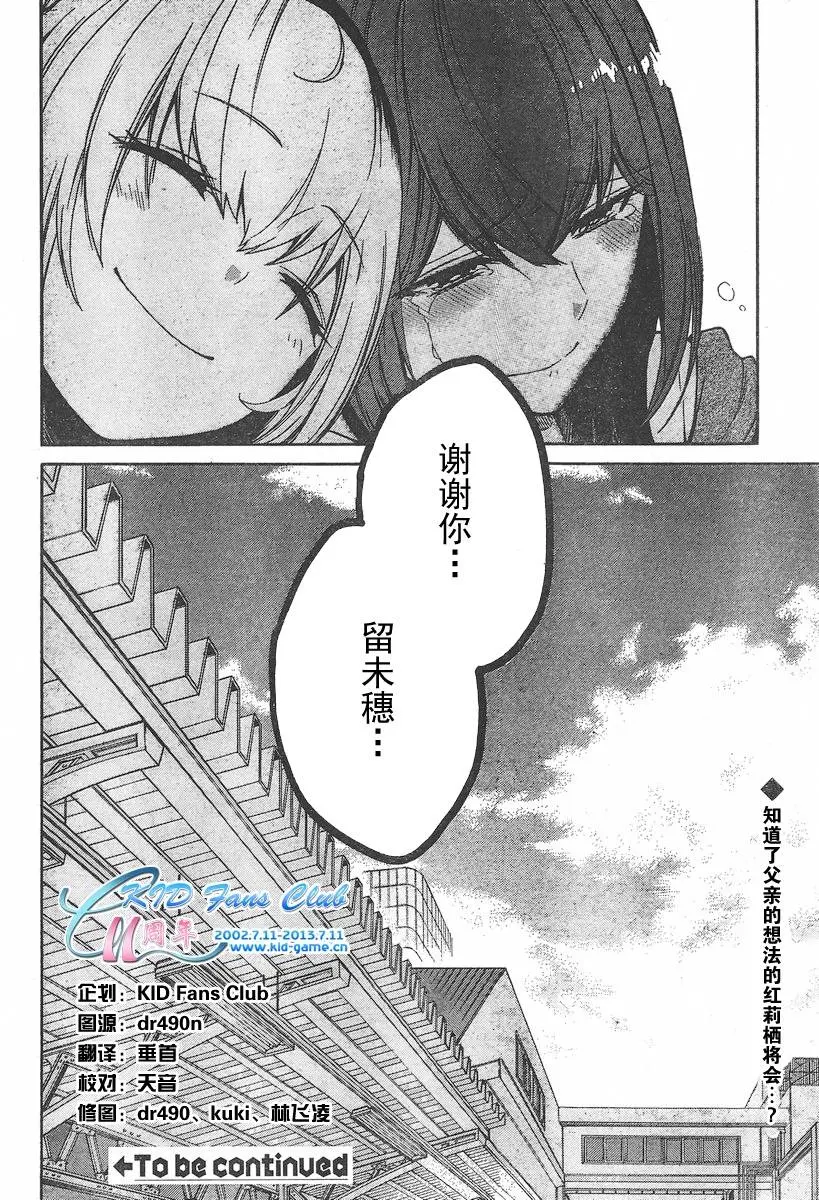 谢谢你…
留未穗…
◆知道了父亲的想法的红莉栖将会…？
KID Fans Club
11周年
2002.7.11-2013.7.11
www.kid-game.cn
企划：KID Fans Club
图源：dr490n
翻译：垂首
校对：天音
修图：dr490、kuki、林飞凌
←To be continued